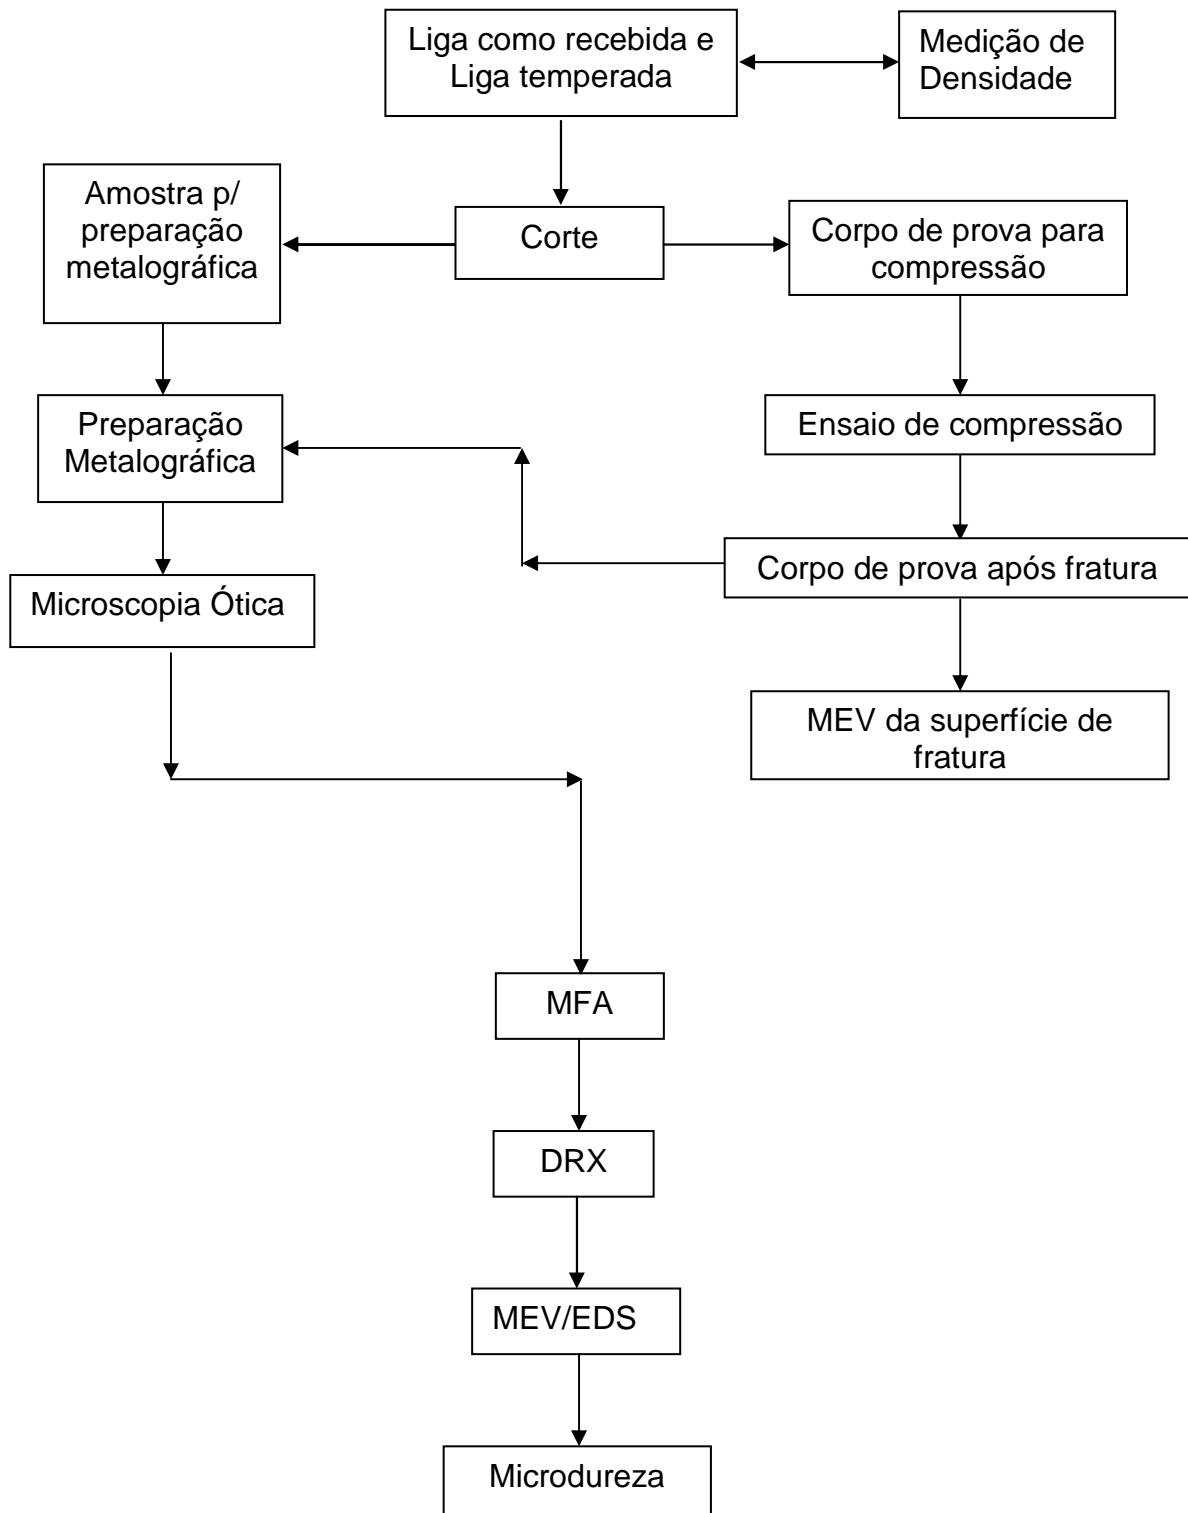 Liga como recebida e
Liga temperada
Medição de
Densidade
Amostra p/
preparação
metalográfica
Corte
Corpo de prova para
compressão
Preparação
Metalográfica
Ensaio de compressão
Corpo de prova após fratura
Microscopia Ótica
MEV da superfície de
fratura
MFA
DRX
MEV/EDS
Microdureza